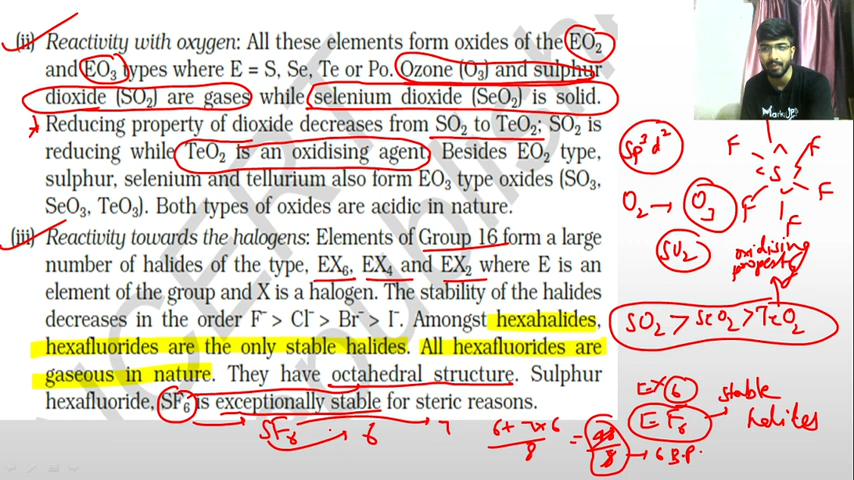 (ii) Reactivity with oxygen: All these elements form oxides of the EO2
and EO3 types where E = S, Se, Te or Po. Ozone (O3) and sulphur
dioxide (SO2) are gases while selenium dioxide (SeO2) is solid.
Reducing property of dioxide decreases from SO2 to TeO2; SO2 is
reducing while TeO2 is an oxidising agent. Besides EO2 type,
sulphur, selenium and tellurium also form EO3 type oxides (SO3,
SeO3, TeO3). Both types of oxides are acidic in nature.
(iii) Reactivity towards the halogens: Elements of Group 16 form a large
number of halides of the type, EX6, EX4 and EX2 where E is an
element of the group and X is a halogen. The stability of the halides
decreases in the order F⁻ > Cl⁻ > Br⁻ > I⁻. Amongst hexahalides,
hexafluorides are the only stable halides. All hexafluorides are
gaseous in nature. They have octahedral structure. Sulphur
hexafluoride, SF6 is exceptionally stable for steric reasons.
SF6 6 7
6+7×6 / 8 = 48 / 8 → 6 B.P.
Sp3d2
F F
S
F F
F
O2 → O3
SO2
oxidising
property
SO2 > SeO2 > TeO2
EX6 stable
EF6 → halites